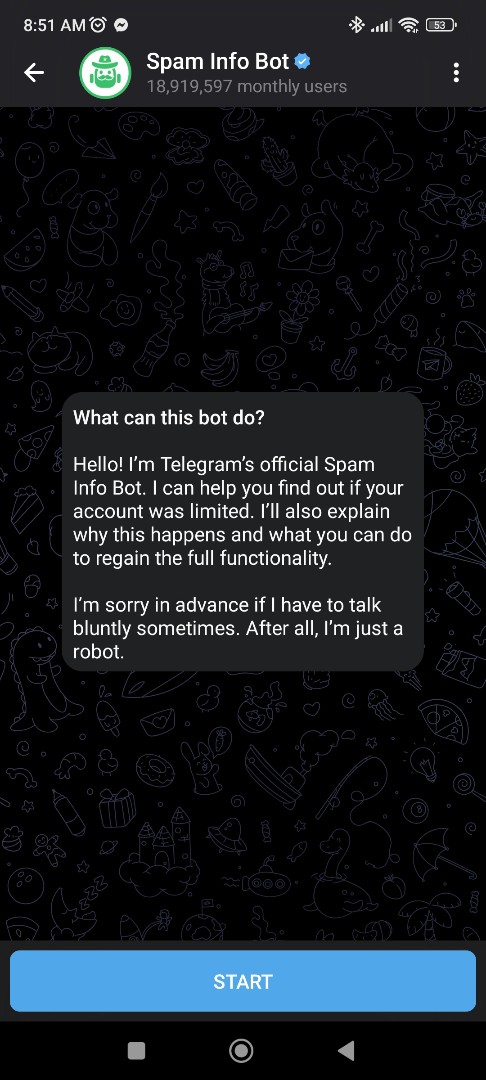 8:51 AM
53
Spam Info Bot
18,919,597 monthly users
What can this bot do?
Hello! I'm Telegram's official Spam
Info Bot. I can help you find out if your
account was limited. I'll also explain
why this happens and what you can do
to regain the full functionality.
I'm sorry in advance if I have to talk
bluntly sometimes. After all, I'm just a
robot.
START